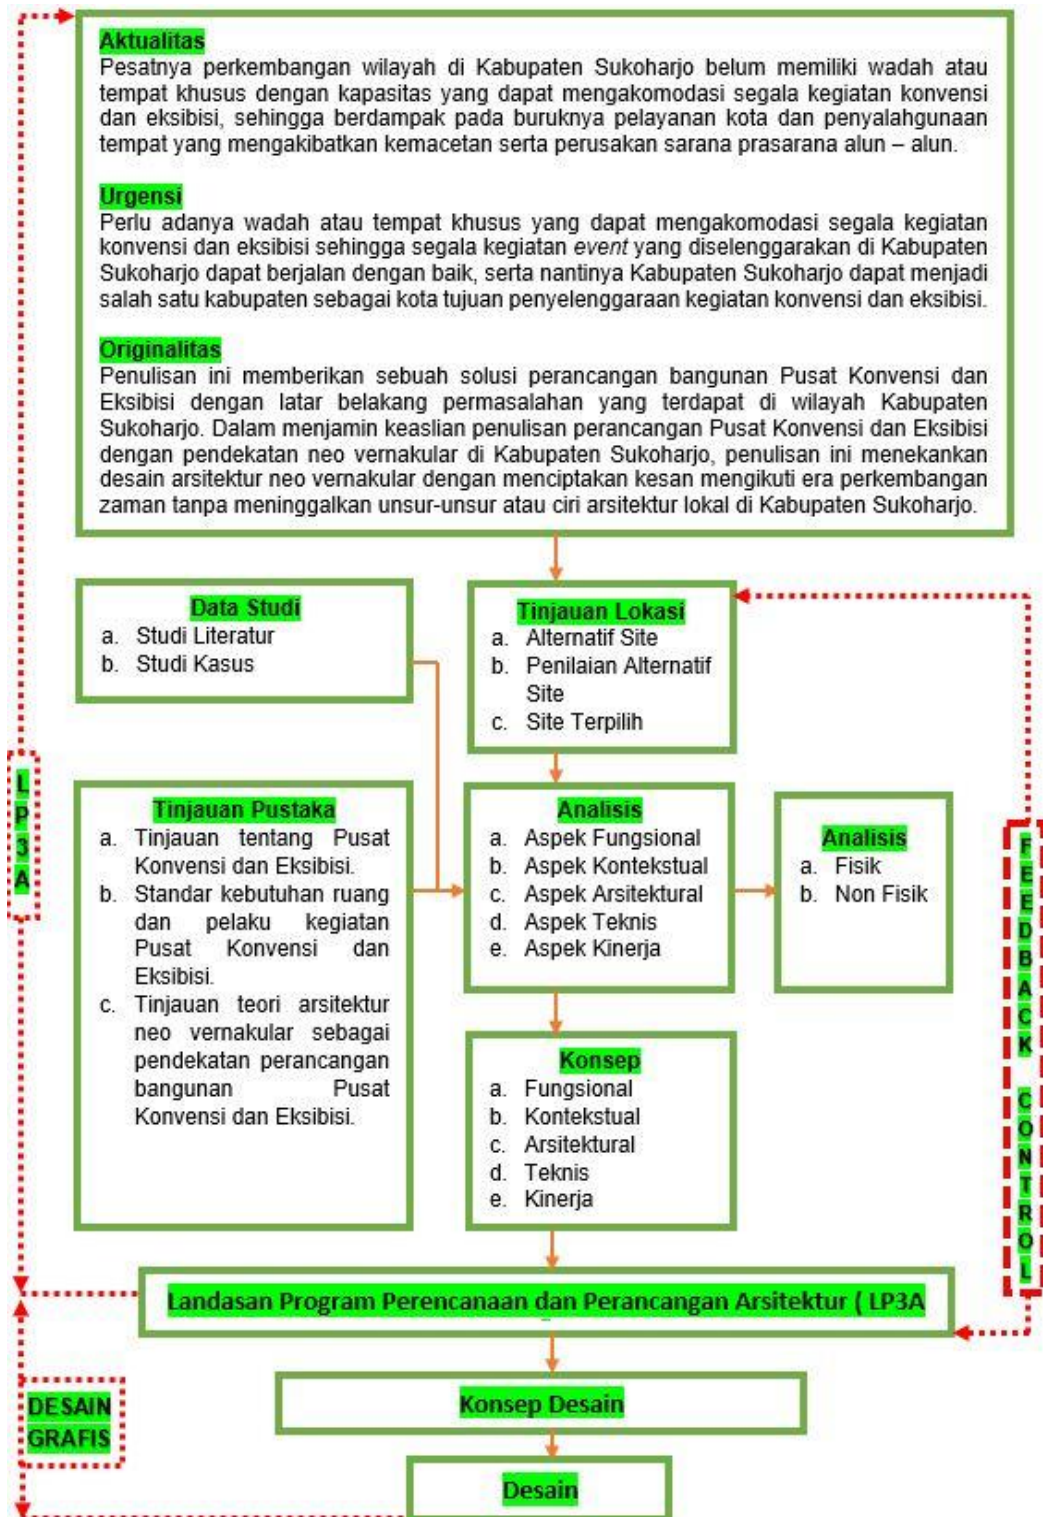 Aktualitas
Pesatnya perkembangan wilayah di Kabupaten Sukoharjo belum memiliki wadah atau
tempat khusus dengan kapasitas yang dapat mengakomodasi segala kegiatan konvensi
dan eksibisi, sehingga berdampak pada buruknya pelayanan kota dan penyalahgunaan
tempat yang mengakibatkan kemacetan serta perusakan sarana prasarana alun – alun.
Urgensi
Perlu adanya wadah atau tempat khusus yang dapat mengakomodasi segala kegiatan
konvensi dan eksibisi sehingga segala kegiatan event yang diselenggarakan di Kabupaten
Sukoharjo dapat berjalan dengan baik, serta nantinya Kabupaten Sukoharjo dapat menjadi
salah satu kabupaten sebagai kota tujuan penyelenggaraan kegiatan konvensi dan eksibisi.
Originalitas
Penulisan ini memberikan sebuah solusi perancangan bangunan Pusat Konvensi dan
Eksibisi dengan latar belakang permasalahan yang terdapat di wilayah Kabupaten
Sukoharjo. Dalam menjamin keaslian penulisan perancangan Pusat Konvensi dan Eksibisi
dengan pendekatan neo vernakular di Kabupaten Sukoharjo, penulisan ini menekankan
desain arsitektur neo vernakular dengan menciptakan kesan mengikuti era perkembangan
zaman tanpa meninggalkan unsur-unsur atau ciri arsitektur lokal di Kabupaten Sukoharjo.
Data Studi
a. Studi Literatur
b. Studi Kasus
Tinjauan Lokasi
a. Alternatif Site
b. Penilaian Alternatif
Site
c. Site Terpilih
LP3A
Tinjauan Pustaka
a. Tinjauan tentang Pusat
Konvensi dan Eksibisi.
b. Standar kebutuhan ruang
dan pelaku kegiatan
Pusat Konvensi dan
Eksibisi.
c. Tinjauan teori arsitektur
neo vernakular sebagai
pendekatan perancangan
bangunan Pusat
Konvensi dan Eksibisi.
Analisis
a. Aspek Fungsional
b. Aspek Kontekstual
c. Aspek Arsitektural
d. Aspek Teknis
e. Aspek Kinerja
Analisis
a. Fisik
b. Non Fisik
FEEDBACK CONTROL
Konsep
a. Fungsional
b. Kontekstual
c. Arsitektural
d. Teknis
e. Kinerja
Landasan Program Perencanaan dan Perancangan Arsitektur ( LP3A
Konsep Desain
DESAIN
GRAFIS
Desain